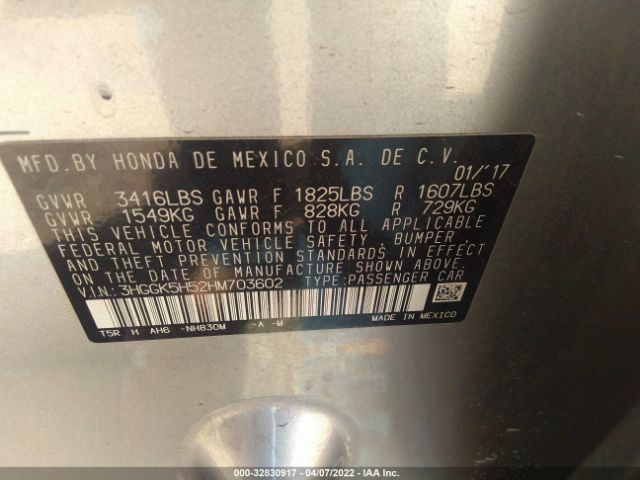 MFD. BY HONDA DE MEXICO S.A. DE C.V.
01/'17
GVWR 3416LBS GAWR F 1825LBS R 1607LBS
GVWR 1549KG GAWR F 828KG R 729KG
THIS VEHICLE CONFORMS TO ALL APPLICABLE
FEDERAL MOTOR VEHICLE SAFETY, BUMPER,
AND THEFT PREVENTION STANDARDS IN EFFECT
ON THE DATE OF MANUFACTURE SHOWN ABOVE.
V.I.N: 3HGGK5H52HM703602 TYPE:PASSENGER CAR
T5R H AH6 -NH830M -A -M MADE IN MEXICO
000-32830917 - 04/07/2022 - IAA Inc.